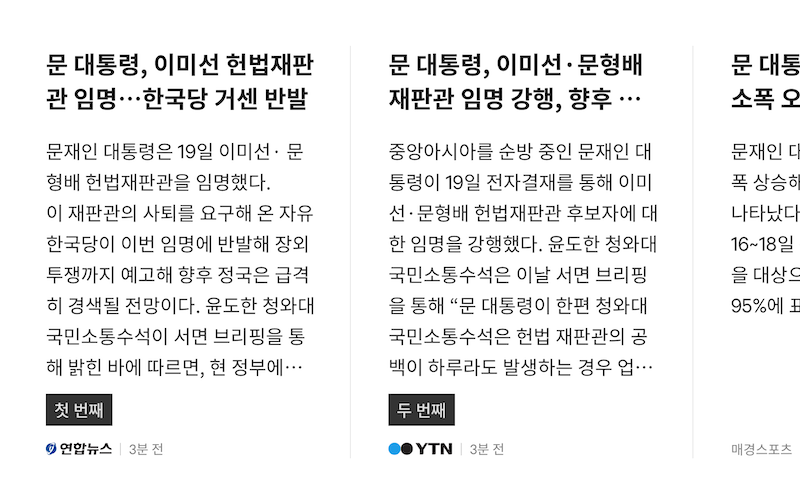 문 대통령, 이미선 헌법재판
관 임명…한국당 거센 반발
문재인 대통령은 19일 이미선· 문
형배 헌법재판관을 임명했다.
이 재판관의 사퇴를 요구해 온 자유
한국당이 이번 임명에 반발해 장외
투쟁까지 예고해 향후 정국은 급격
히 경색될 전망이다. 윤도한 청와대
국민소통수석이 서면 브리핑을 통
해 밝힌 바에 따르면, 현 정부에…
첫 번째
연합뉴스 3분 전
문 대통령, 이미선·문형배
재판관 임명 강행, 향후 …
중앙아시아를 순방 중인 문재인 대
통령이 19일 전자결재를 통해 이미
선·문형배 헌법재판관 후보자에 대
한 임명을 강행했다. 윤도한 청와대
국민소통수석은 이날 서면 브리핑
을 통해 “문 대통령이 한편 청와대
국민소통수석은 헌법 재판관의 공
백이 하루라도 발생하는 경우 업…
두 번째
YTN 3분 전
문 대통
소폭 오
문재인 대
폭 상승해
나타났다
16~18일
을 대상으
95%에 표
매경스포츠